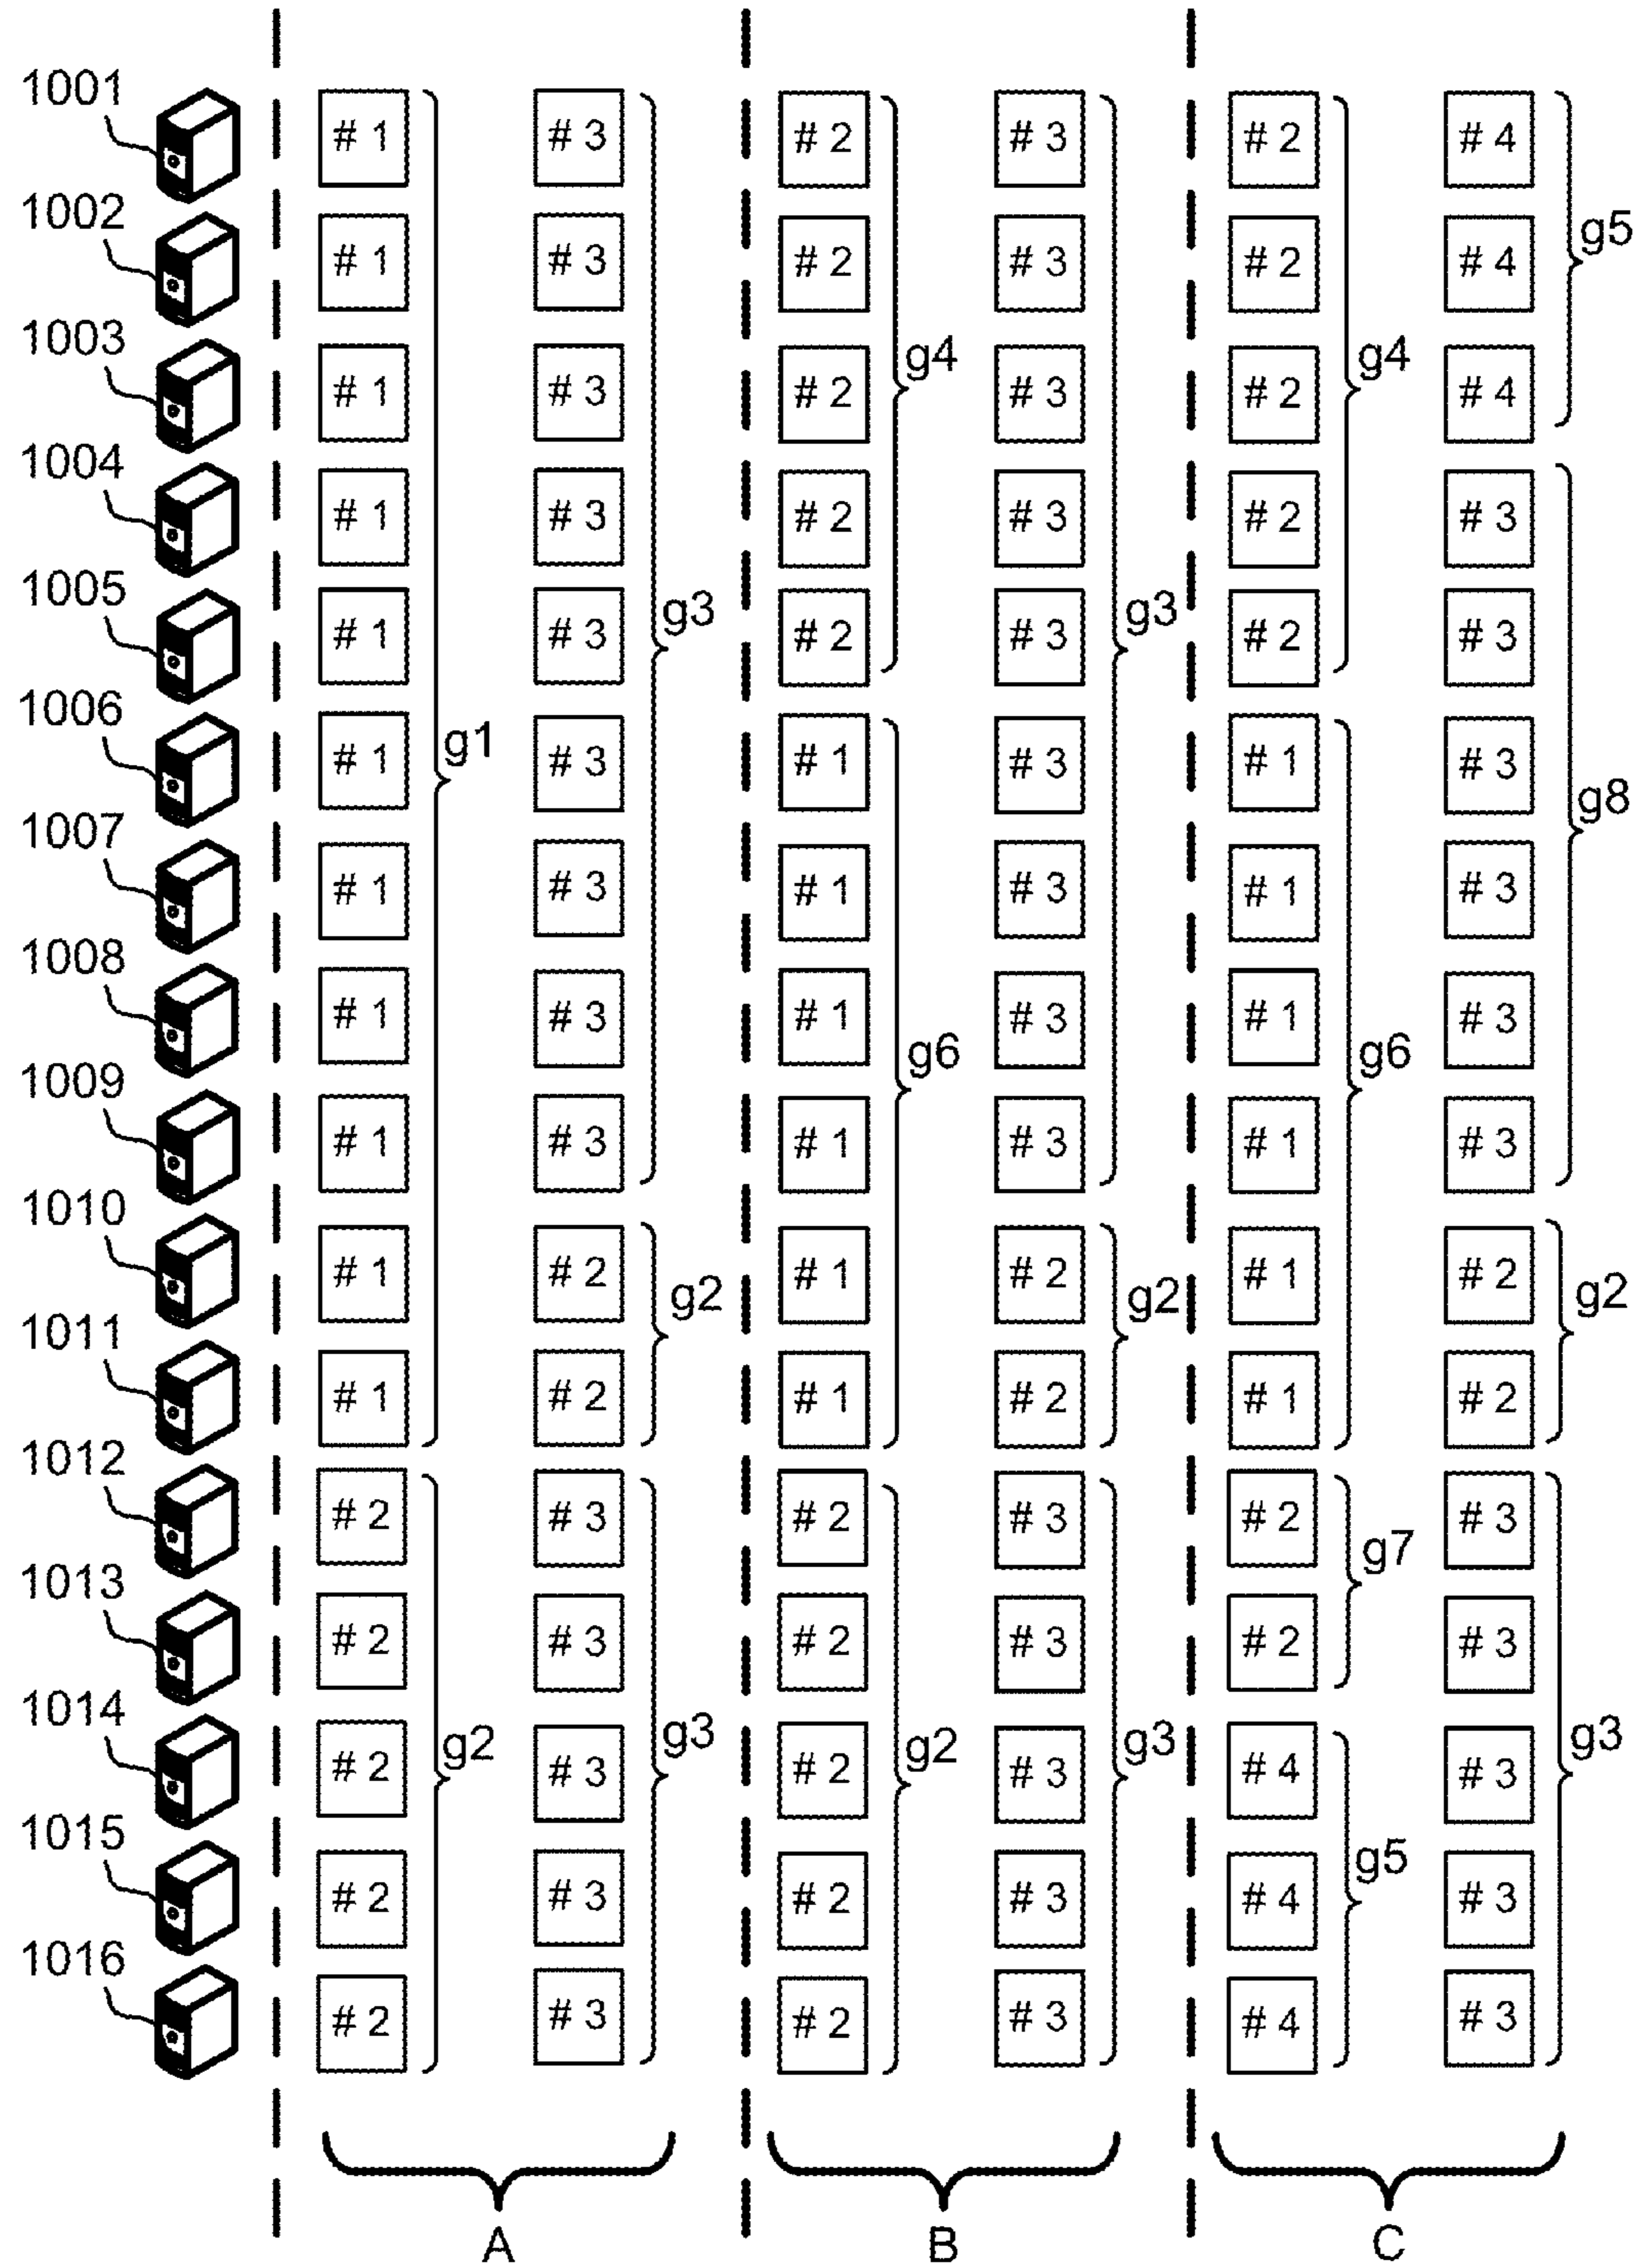 1001 # 1 # 3 # 2 # 3 # 2 # 4
1002 # 1 # 3 # 2 # 3 # 2 # 4 g5
1003 # 1 # 3 # 2 g4 # 3 # 2 g4 # 4
1004 # 1 # 3 # 2 # 3 # 2 # 3
1005 # 1 # 3 g3 # 2 # 3 g3 # 2 # 3
1006 # 1 g1 # 3 # 1 # 3 # 1 # 3 g8
1007 # 1 # 3 # 1 # 3 # 1 # 3
1008 # 1 # 3 # 1 g6 # 3 # 1 g6 # 3
1009 # 1 # 3 # 1 # 3 # 1 # 3
1010 # 1 # 2 g2 # 1 # 2 g2 # 1 # 2 g2
1011 # 1 # 2 # 1 # 2 # 1 # 2
1012 # 2 # 3 # 2 # 3 # 2 g7 # 3
1013 # 2 # 3 # 2 # 3 # 2 # 3
1014 # 2 g2 # 3 g3 # 2 g2 # 3 g3 # 4 # 3 g3
1015 # 2 # 3 # 2 # 3 # 4 g5 # 3
1016 # 2 # 3 # 2 # 3 # 4 # 3
A B C